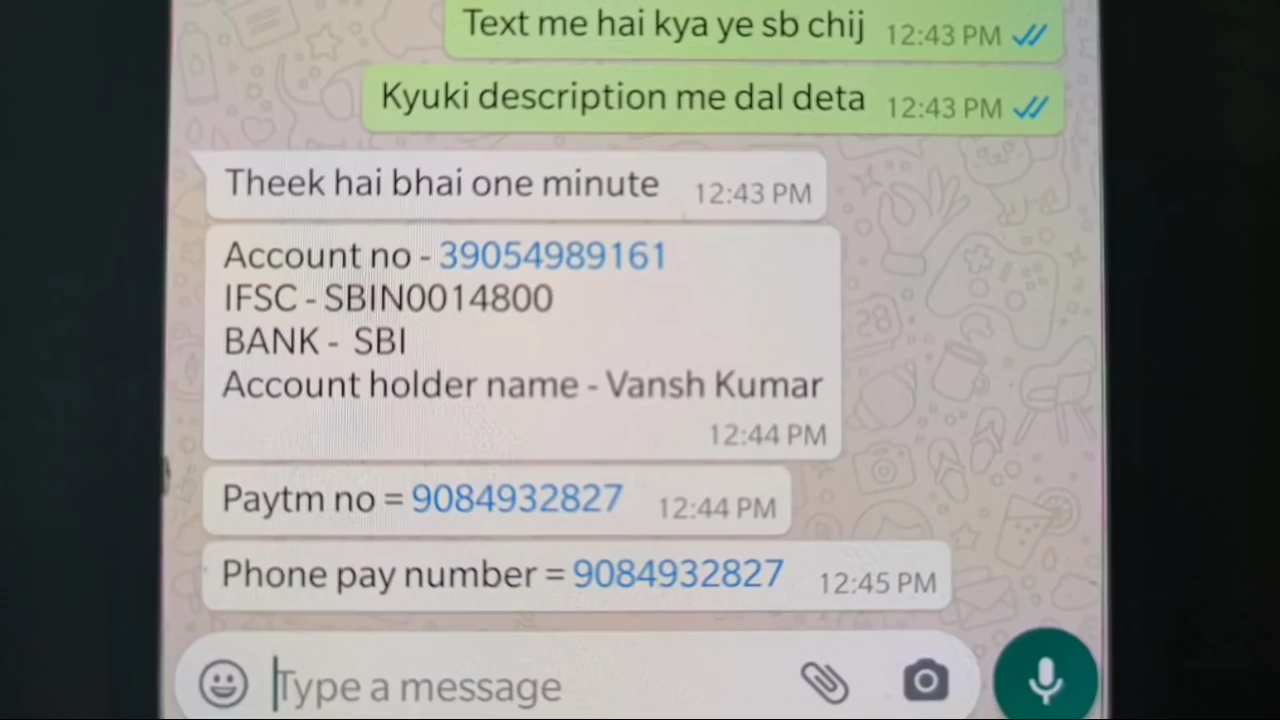 Text me hai kya ye sb chij 12:43 PM
Kyuki description me dal deta 12:43 PM
Theek hai bhai one minute 12:43 PM
Account no - 39054989161
IFSC - SBIN0014800
BANK - SBI
Account holder name - Vansh Kumar
12:44 PM
Paytm no = 9084932827 12:44 PM
Phone pay number = 9084932827 12:45 PM
Type a message